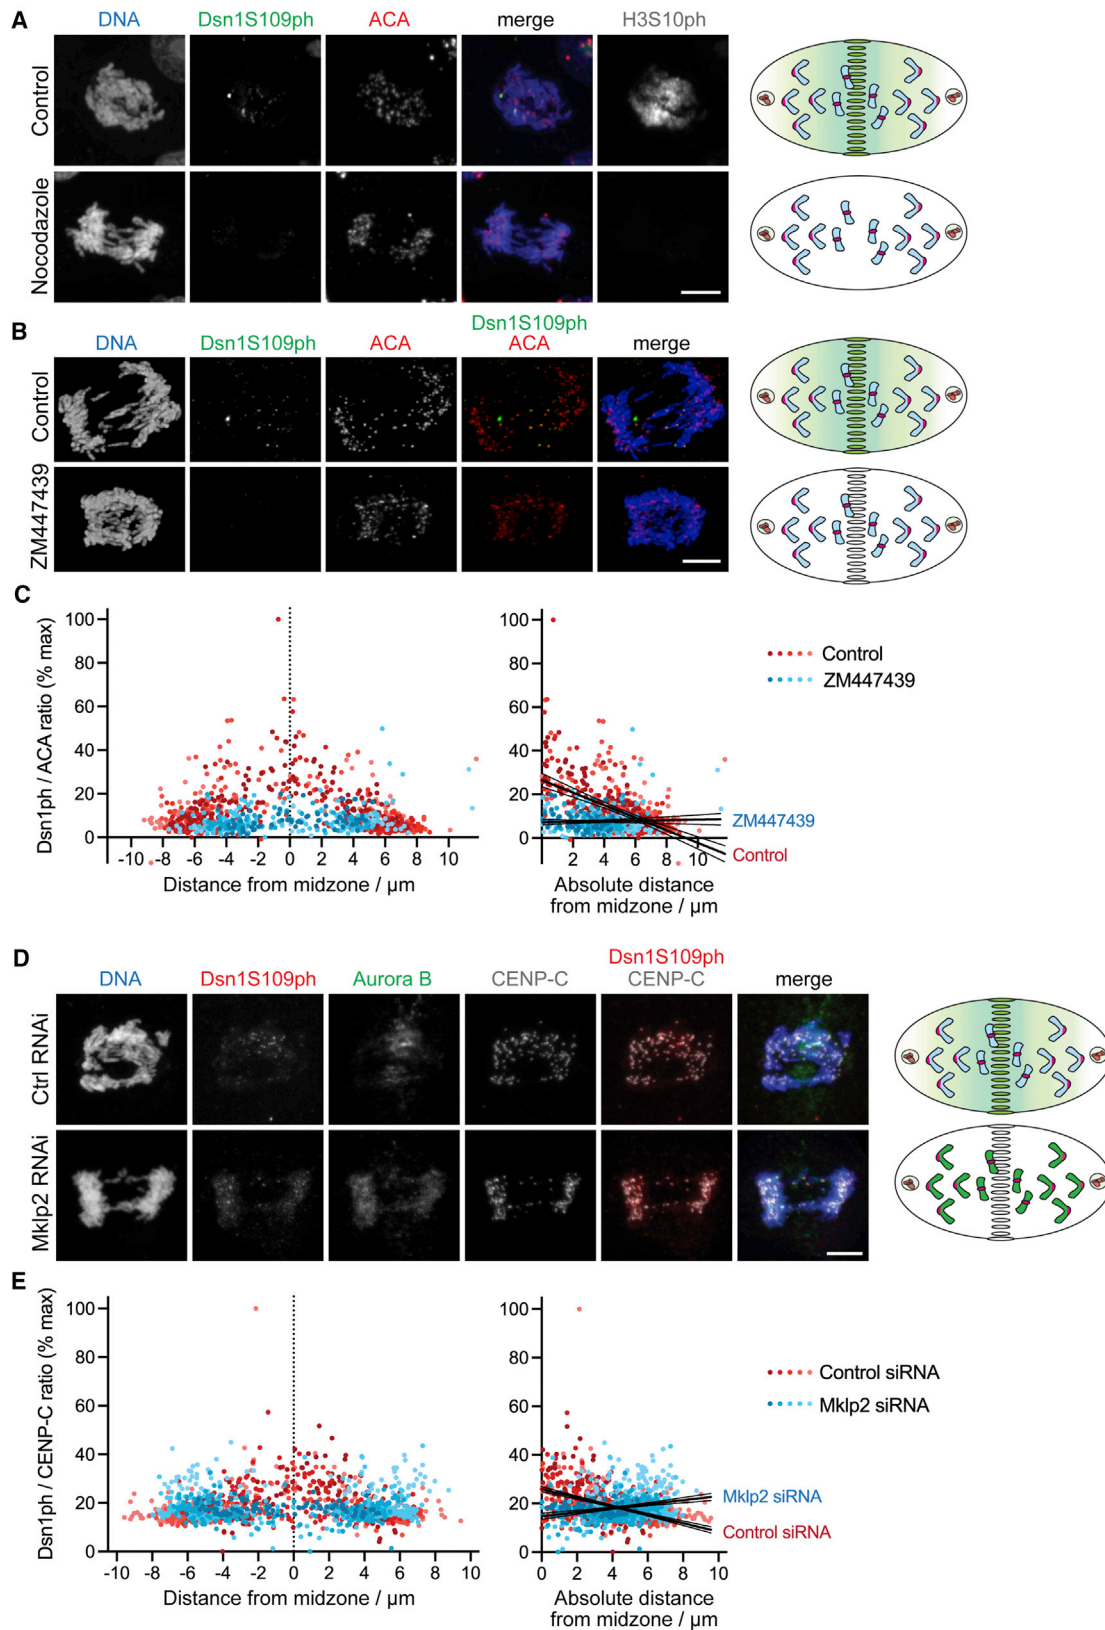 A
DNA Dsn1S109ph ACA merge H3S10ph
Control
Nocodazole
B
DNA Dsn1S109ph ACA Dsn1S109ph ACA merge
Control
ZM447439
C
Dsn1ph / ACA ratio (% max)
100
80
60
40
20
0
-10 -8 -6 -4 -2 0 2 4 6 8 10
Distance from midzone / µm
100
80
60
40
20
0
2 4 6 8 10
Absolute distance
from midzone / µm
Control
ZM447439
ZM447439
Control
D
DNA Dsn1S109ph Aurora B CENP-C Dsn1S109ph CENP-C merge
Ctrl RNAi
Mklp2 RNAi
E
Dsn1ph / CENP-C ratio (% max)
100
80
60
40
20
0
-10 -8 -6 -4 -2 0 2 4 6 8 10
Distance from midzone / µm
100
80
60
40
20
0
0 2 4 6 8 10
Absolute distance
from midzone / µm
Control siRNA
Mklp2 siRNA
Mklp2 siRNA
Control siRNA